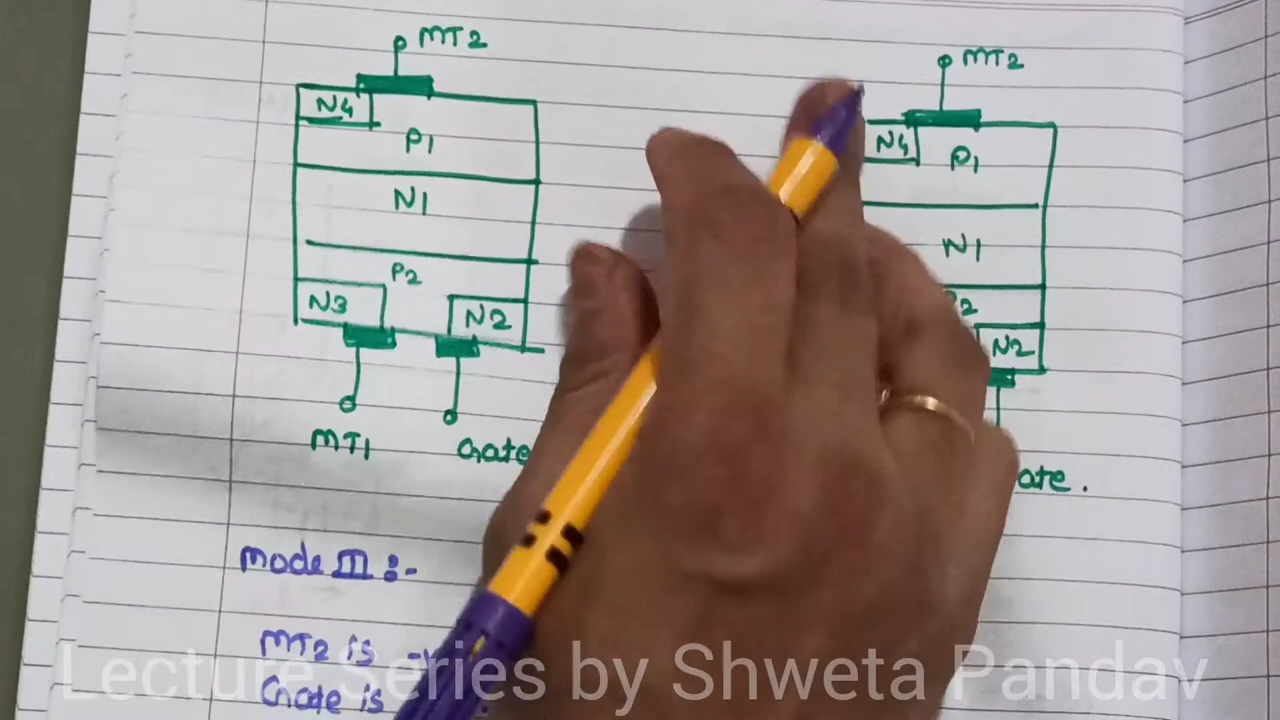 MT2
N4
P1
N1
P2
N3
N2
MT1
Gate
MT2
N4
P1
N1
N2
ate.
Mode III :-
MT2 is
Gate is
Lecture Series by Shweta Pandav